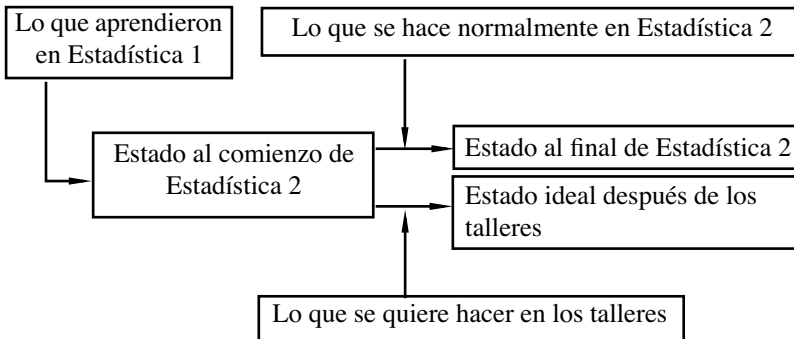 Lo que aprendieron
en Estadística 1
Lo que se hace normalmente en Estadística 2
Estado al comienzo de
Estadística 2
Estado al final de Estadística 2
Estado ideal después de los
talleres
Lo que se quiere hacer en los talleres